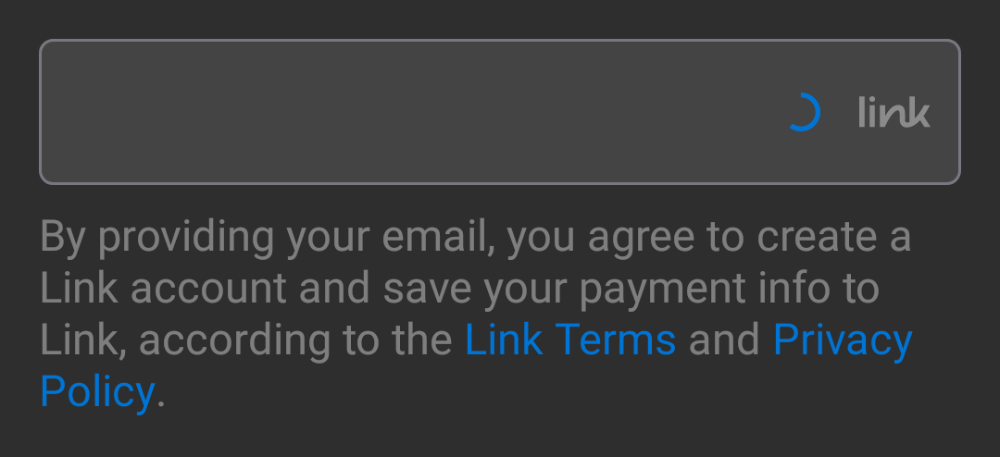 link
By providing your email, you agree to create a
Link account and save your payment info to
Link, according to the Link Terms and Privacy
Policy.